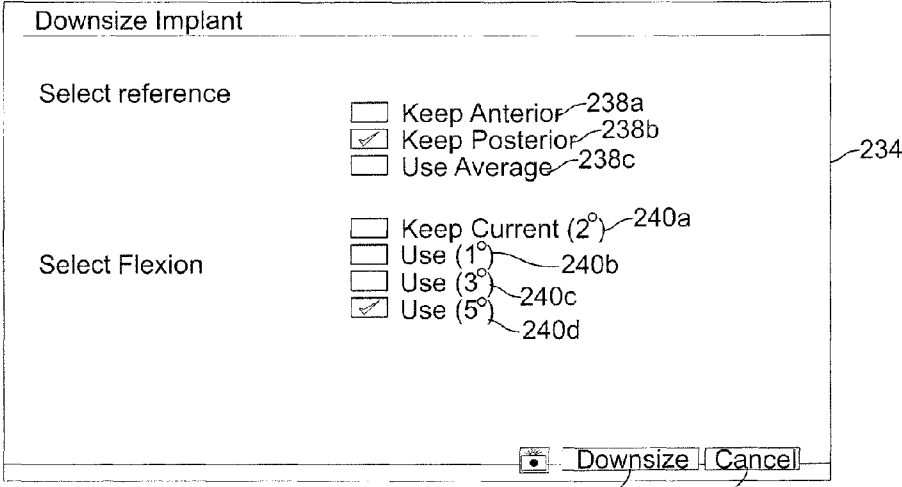 Downsize Implant
Select reference
Keep Anterior 238a
Keep Posterior 238b
Use Average 238c
234
Select Flexion
Keep Current (2°) 240a
Use (1°) 240b
Use (3°) 240c
Use (5°) 240d
Downsize Cancel